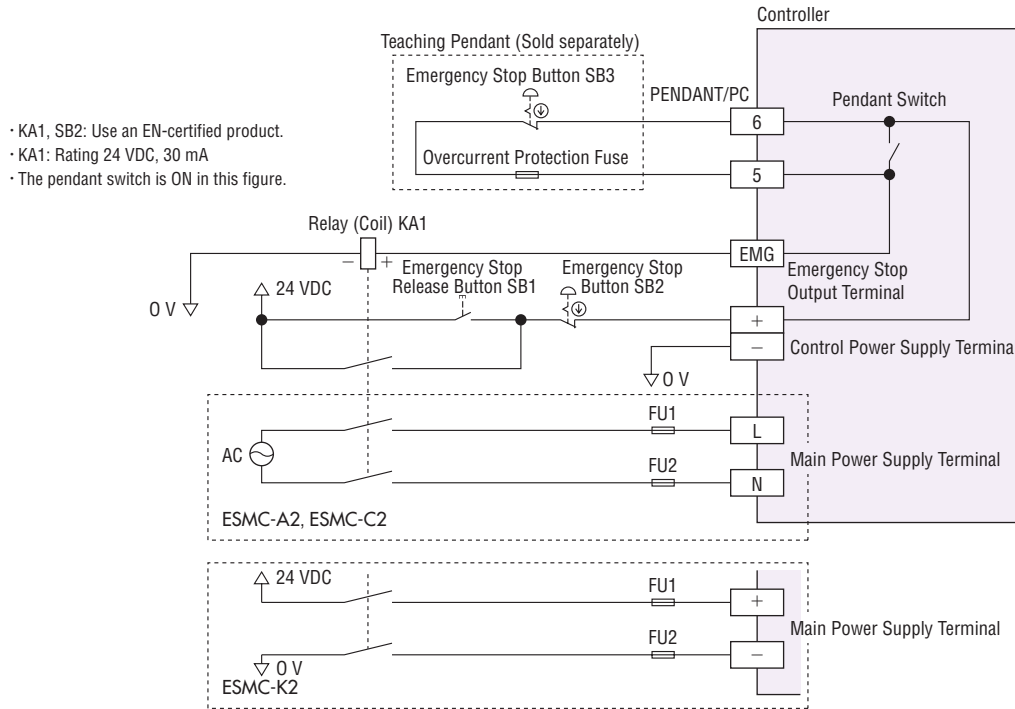 Controller
Teaching Pendant (Sold separately)
Emergency Stop Button SB3
PENDANT/PC
Pendant Switch
6
· KA1, SB2: Use an EN-certified product.
· KA1: Rating 24 VDC, 30 mA
· The pendant switch is ON in this figure.
Overcurrent Protection Fuse
5
Relay (Coil) KA1
− +
EMG
Emergency Stop
Output Terminal
Emergency Stop
Release Button SB1
Emergency Stop
Button SB2
24 VDC
0 V
+
−
Control Power Supply Termina
0 V
FU1
L
AC
Main Power Supply Terminal
FU2
N
ESMC-A2, ESMC-C2
24 VDC
FU1
+
Main Power Supply Terminal
FU2
−
0 V
ESMC-K2